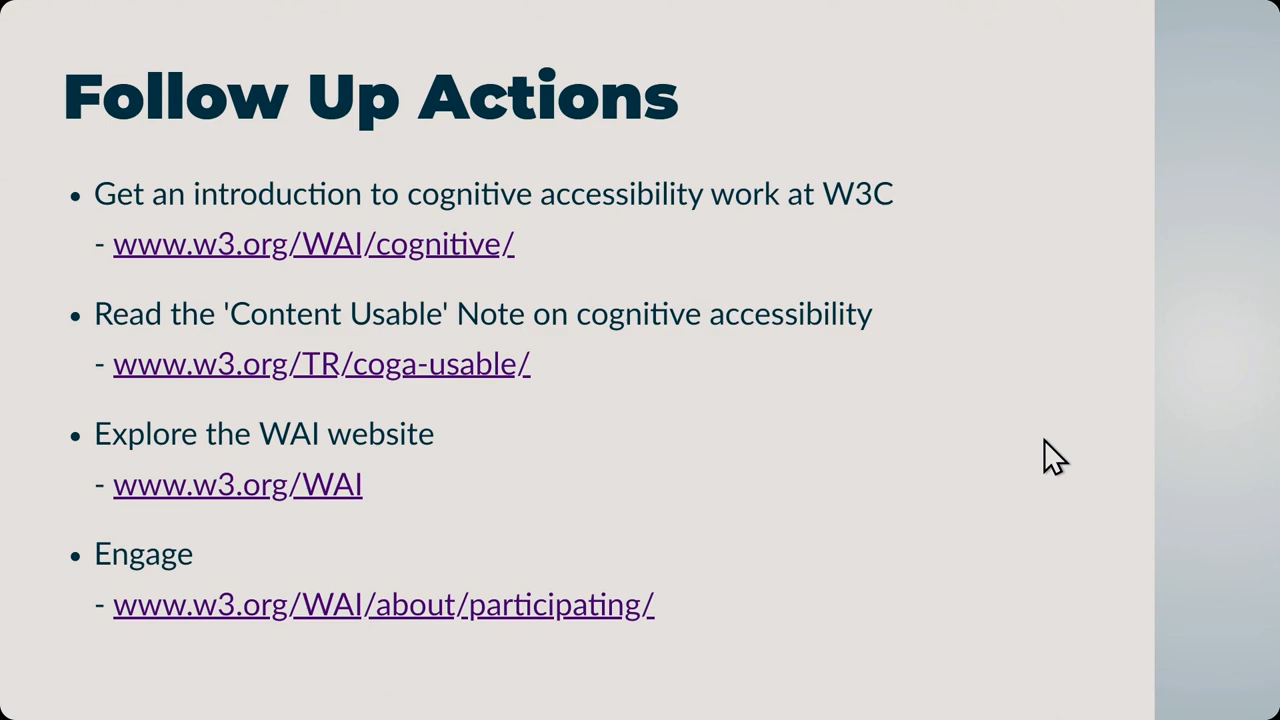 Follow Up Actions
• Get an introduction to cognitive accessibility work at W3C
- www.w3.org/WAI/cognitive/
• Read the 'Content Usable' Note on cognitive accessibility
- www.w3.org/TR/coga-usable/
• Explore the WAI website
- www.w3.org/WAI
• Engage
- www.w3.org/WAI/about/participating/